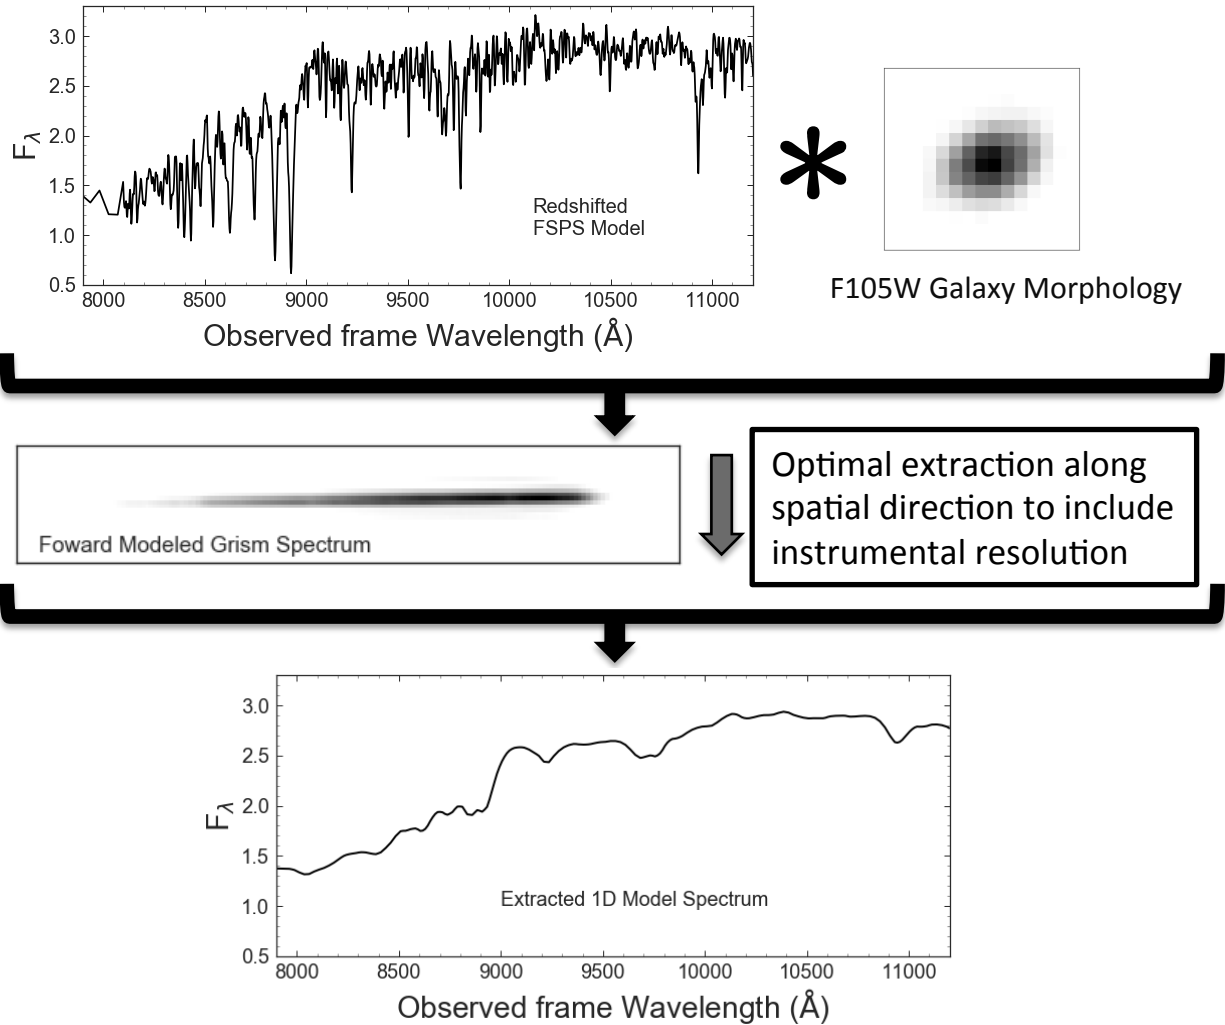 3.0
2.5
2.0
1.5
1.0
0.5
Fλ
Redshifted
FSPS Model
8000 8500 9000 9500 10000 10500 11000
Observed frame Wavelength (Å)
*
F105W Galaxy Morphology
Foward Modeled Grism Spectrum
Optimal extraction along
spatial direction to include
instrumental resolution
3.0
2.5
2.0
1.5
1.0
0.5
Fλ
Extracted 1D Model Spectrum
8000 8500 9000 9500 10000 10500 11000
Observed frame Wavelength (Å)